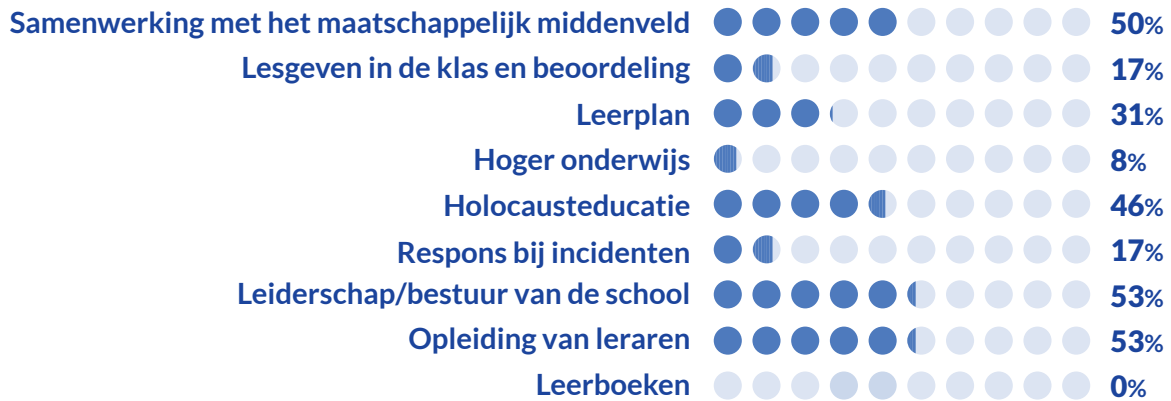 Samenwerking met het maatschappelijk middenveld 50%
Lesgeven in de klas en beoordeling 17%
Leerplan 31%
Hoger onderwijs 8%
Holocausteducatie 46%
Respons bij incidenten 17%
Leiderschap/bestuur van de school 53%
Opleiding van leraren 53%
Leerboeken 0%